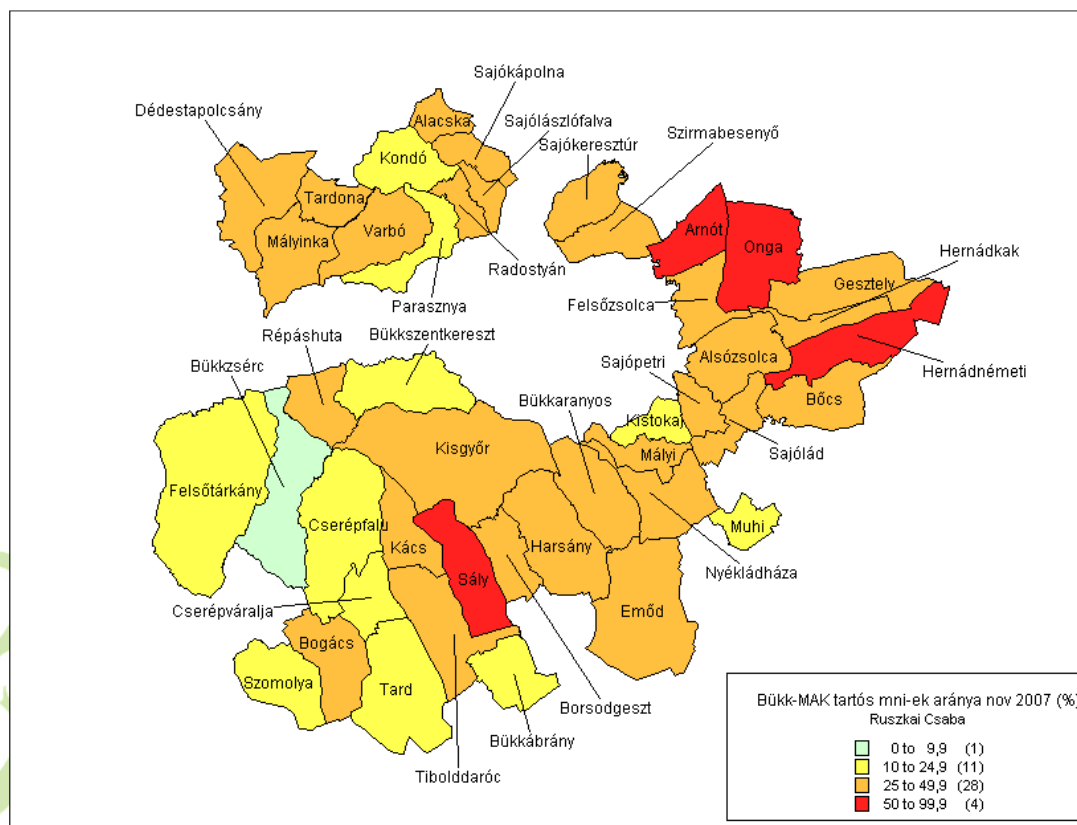 Sajókápolna
Dédestapolcsány
Alacska
Sajólászlófalva
Szirmabesenyő
Sajókeresztúr
Kondó
Tardona
Varbó
Mályinka
Arnót
Onga
Hernádkak
Radostyán
Gesztely
Parasznya
Felsőzsolca
Répáshuta
Bükkszentkereszt
Bükkzsérc
Alsózsolca
Sajópetri
Hernádnémeti
Bükkaranyos
Bőcs
Kistokaj
Kisgyőr
Mályi
Sajólád
Felsőtárkány
Cserépfalu
Muhi
Kács
Harsány
Nyékládháza
Sály
Cserépváralja
Emőd
Bogács
Szomolya
Tard
Borsodgeszt
Bükkábrány
Tibolddaróc
Bükk-MAK tartós mni-ek aránya nov 2007 (%)
Ruszkai Csaba
0 to 9,9 (1)
10 to 24,9 (11)
25 to 49,9 (28)
50 to 99,9 (4)